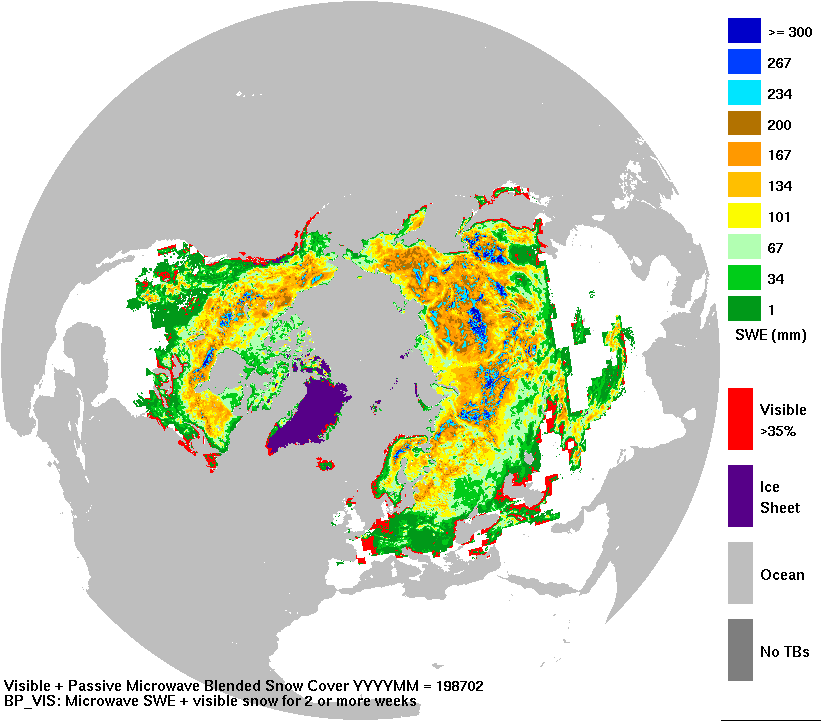 >= 300
267
234
200
167
134
101
67
34
1
SWE (mm)
Visible
>35%
Ice
Sheet
Ocean
No TBs
Visible + Passive Microwave Blended Snow Cover YYYYMM = 198702
BP_VIS: Microwave SWE + visible snow for 2 or more weeks